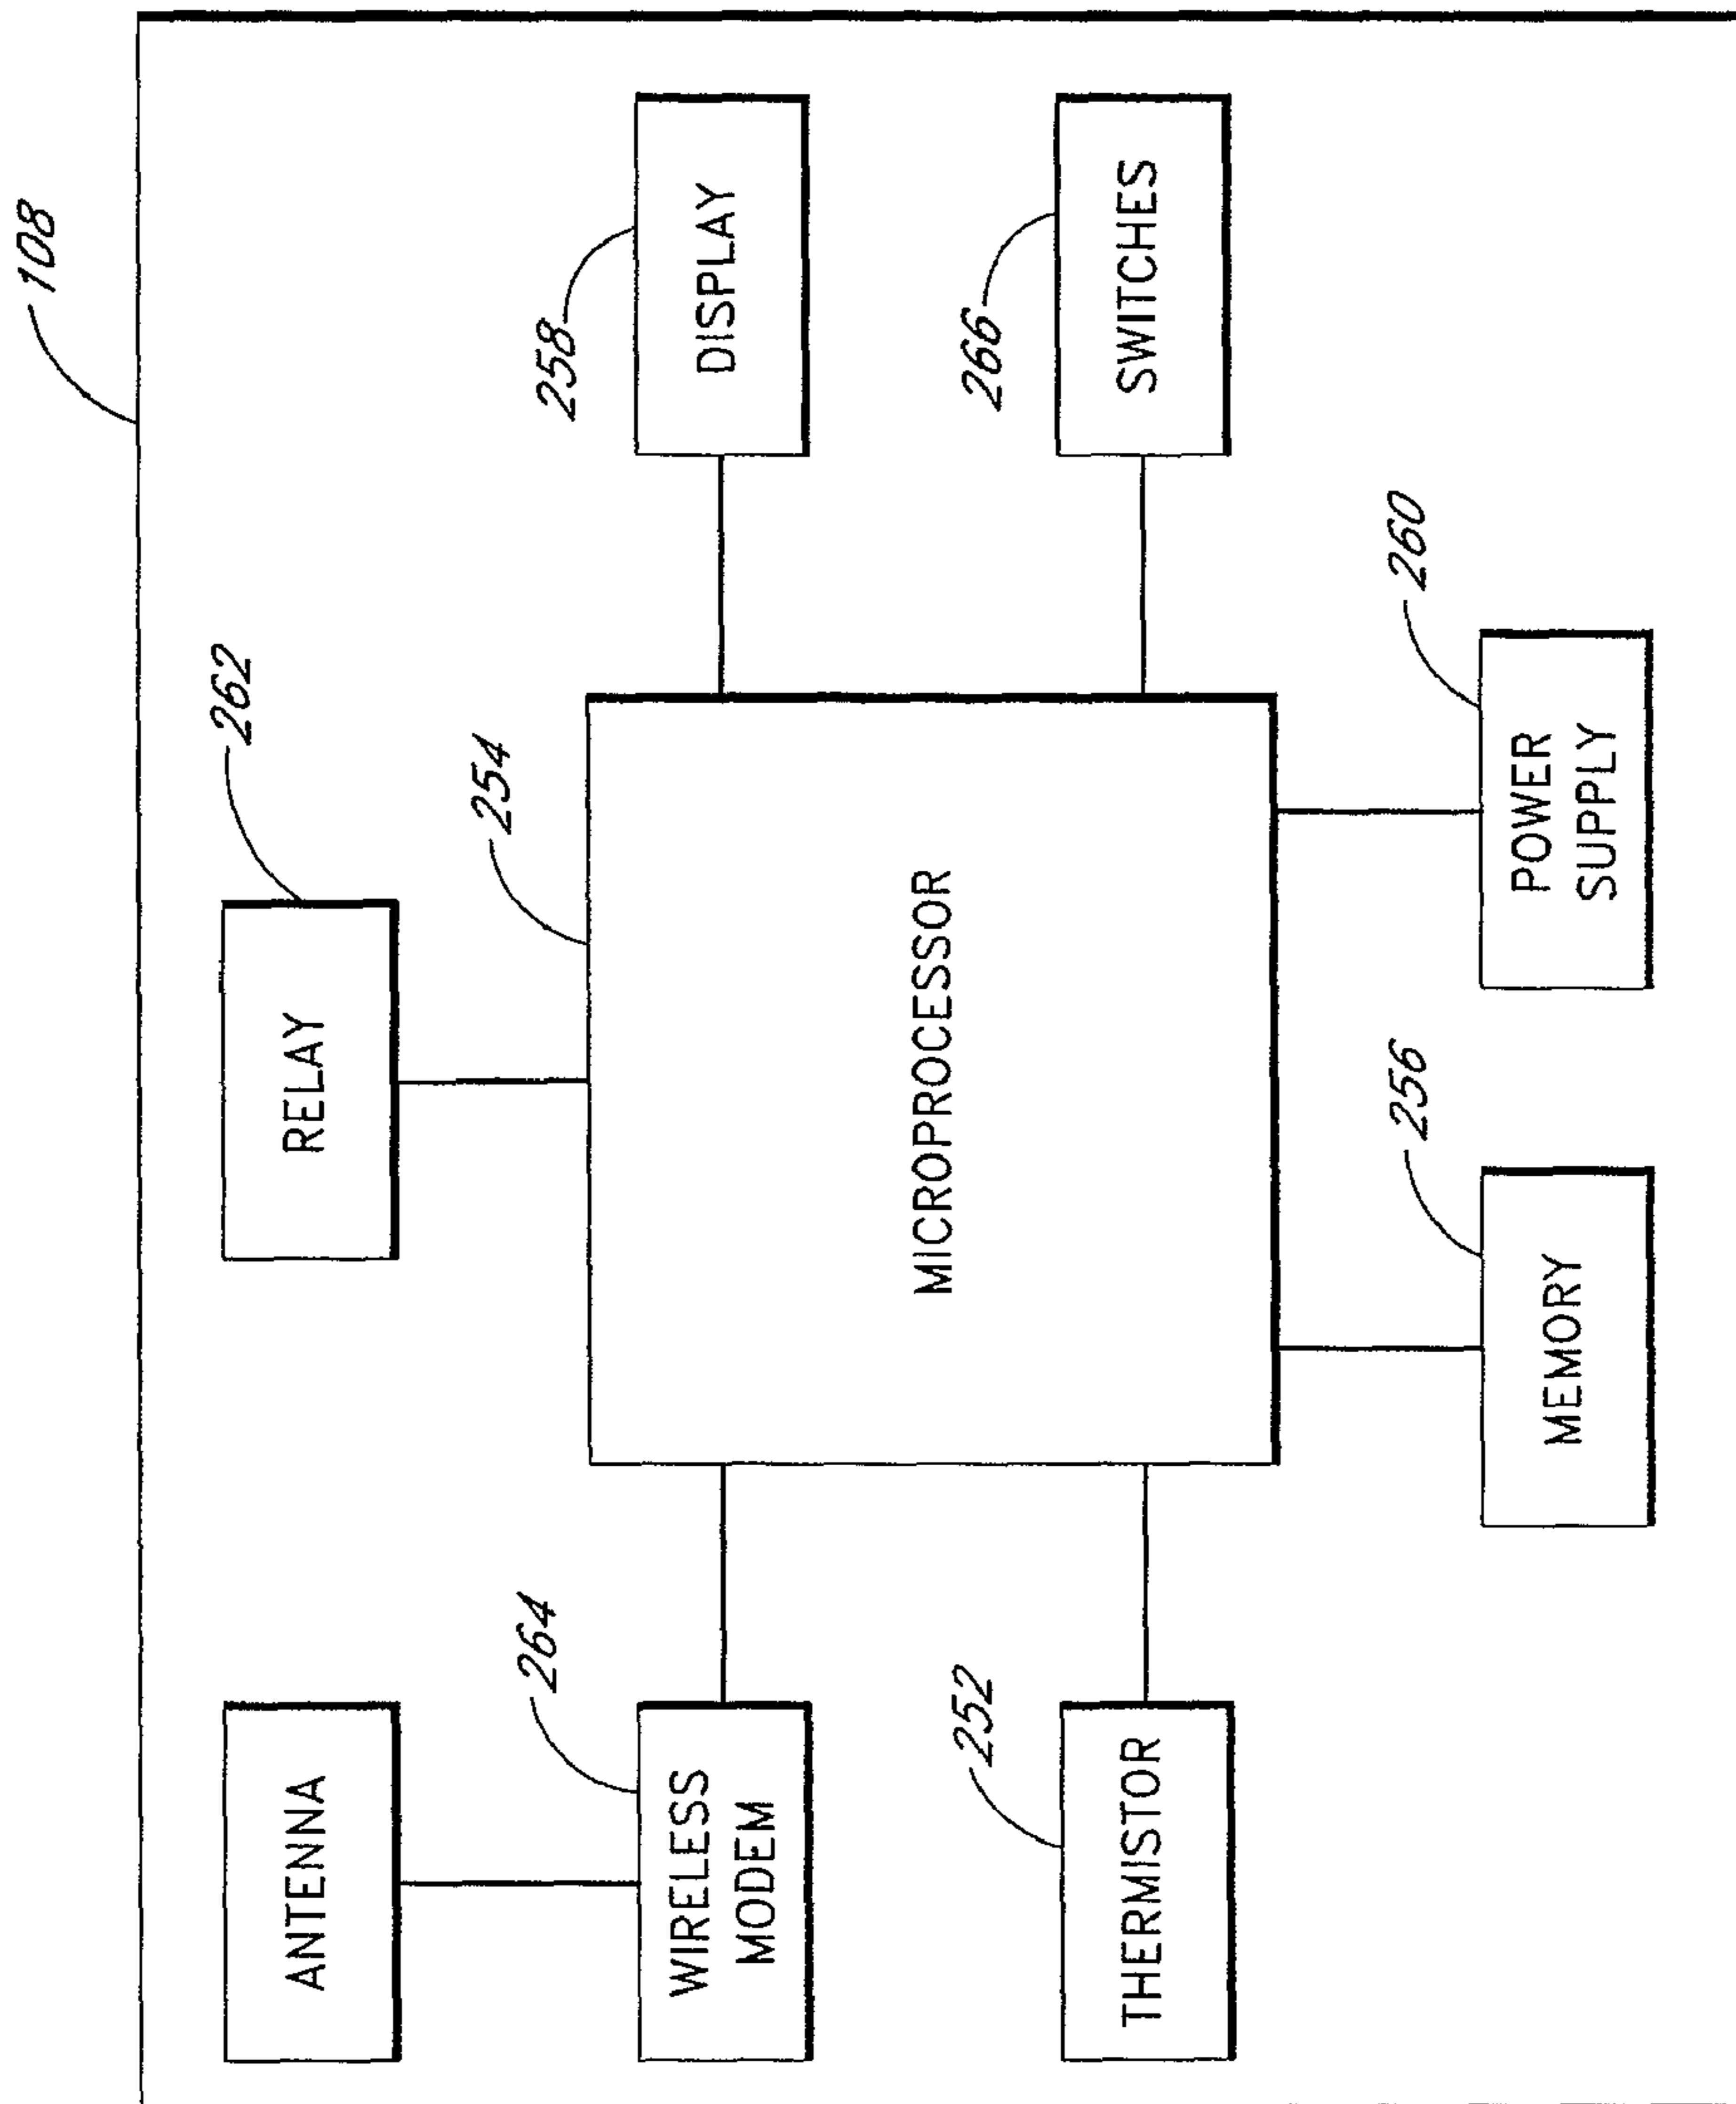 108
ANTENNA
RELAY
262
264
254
258
WIRELESS
MODEM
DISPLAY
MICROPROCESSOR
252
266
THERMISTOR
SWITCHES
256
260
MEMORY
POWER
SUPPLY